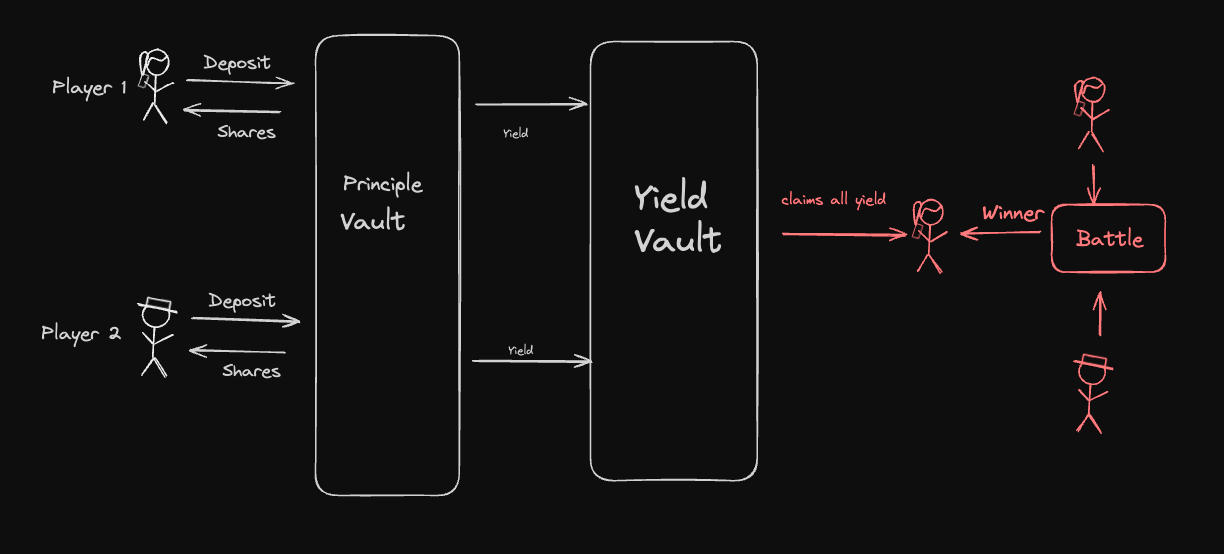 Player 1
Deposit
Shares
Principle
Vault
Yield
Yield
Vault
claims all yield
Winner
Battle
Player 2
Deposit
Shares
Yield